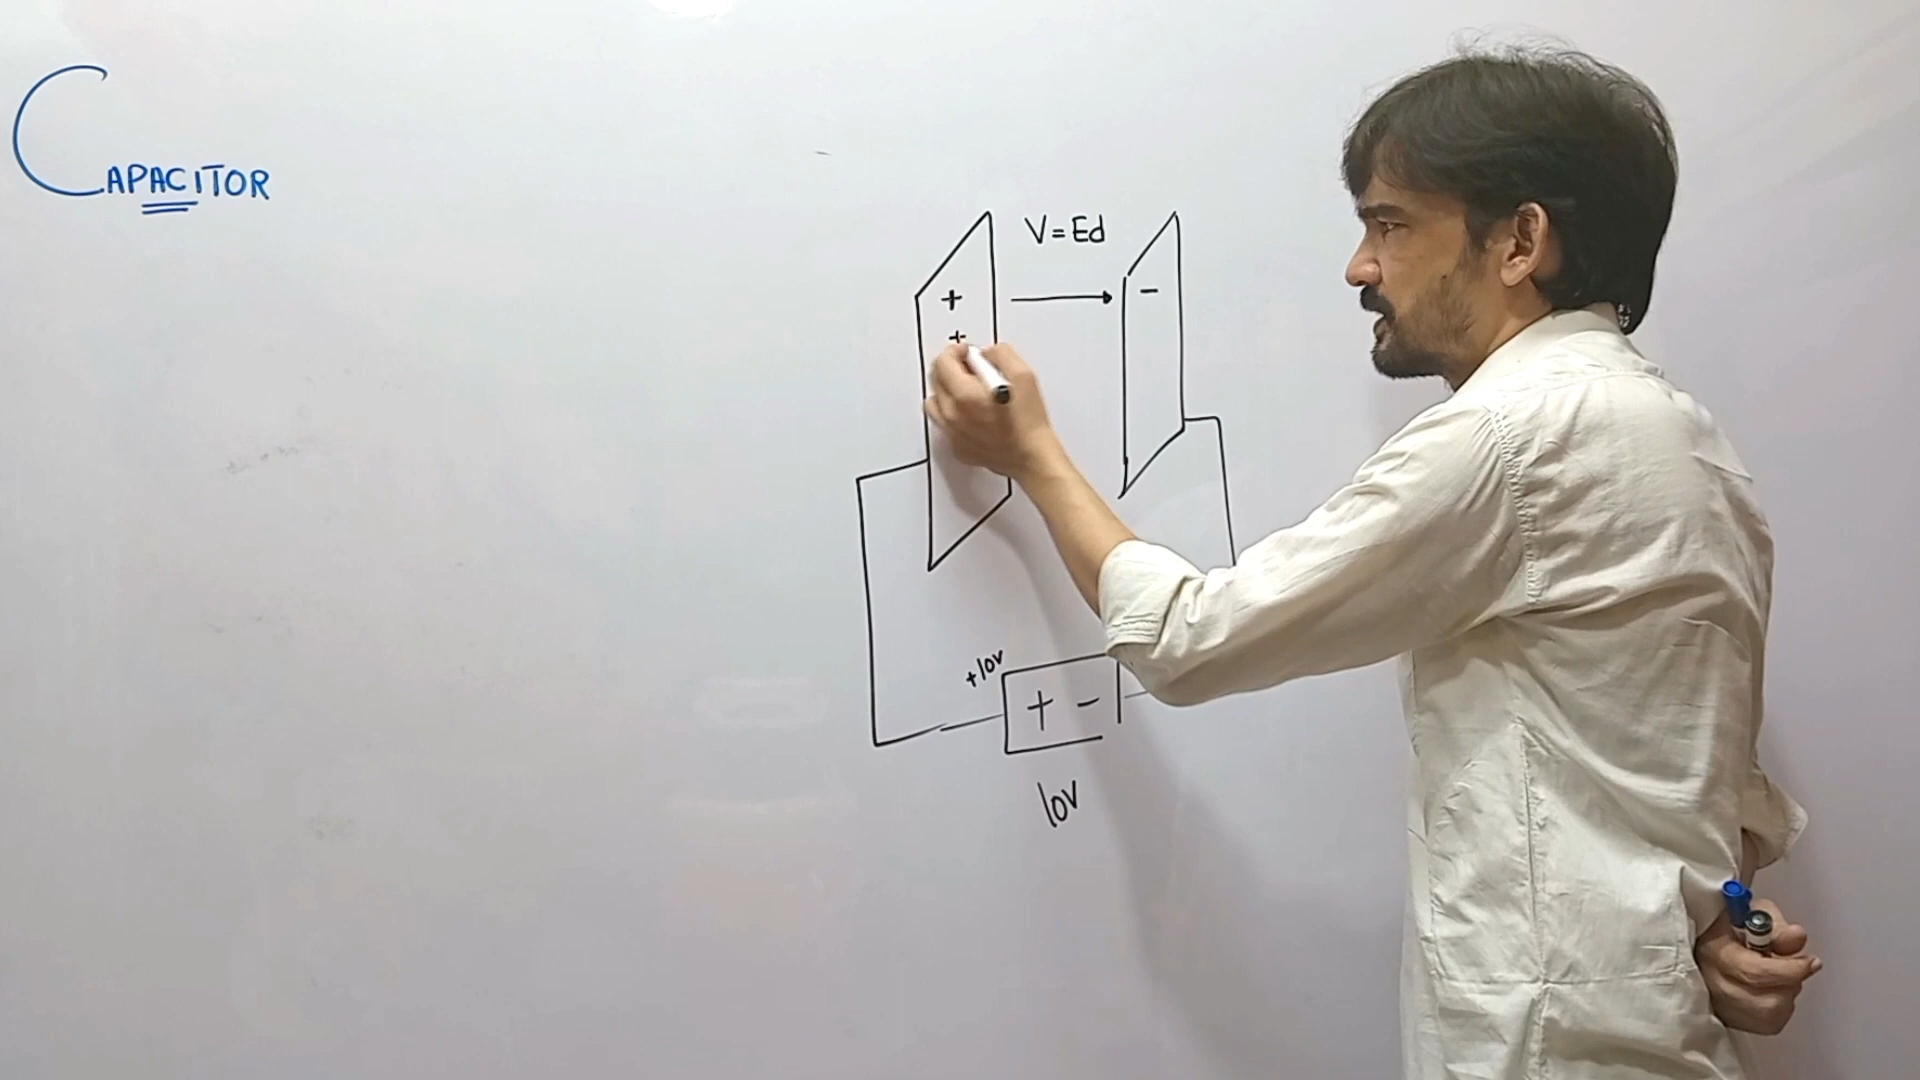 CAPACITOR
V=Ed
+ -
+
+10V
+ -
10V